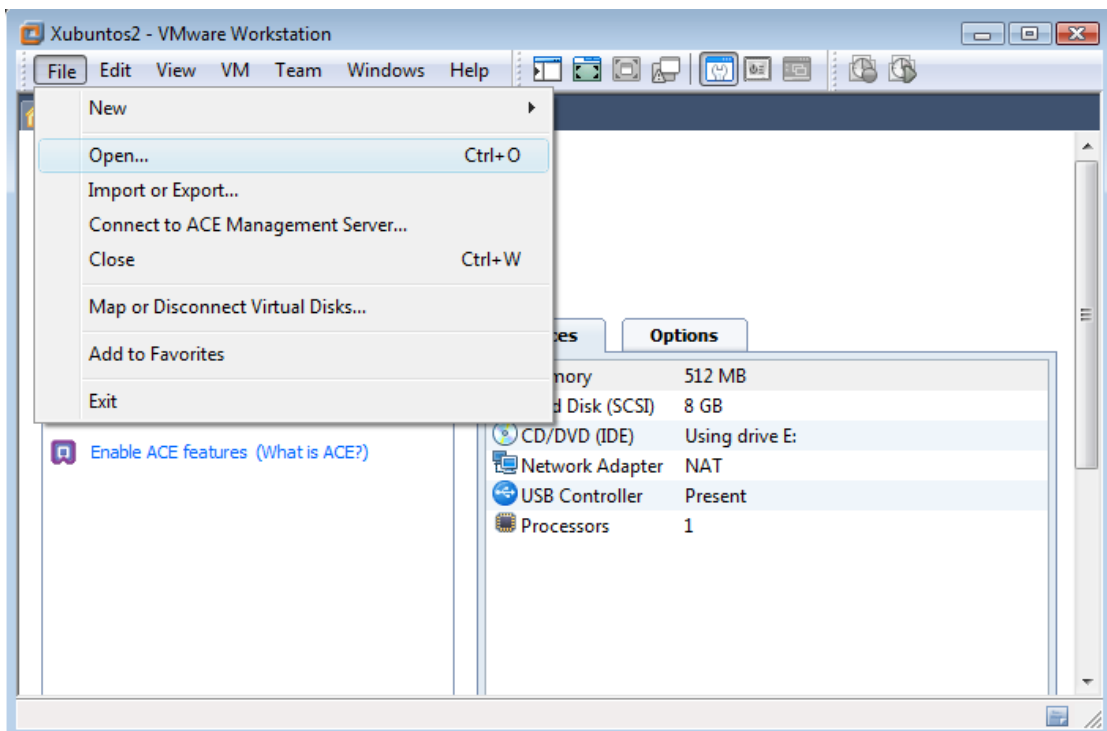 Xubuntos2 - VMware Workstation
File Edit View VM Team Windows Help
New
Open... Ctrl+O
Import or Export...
Connect to ACE Management Server...
Close Ctrl+W
Map or Disconnect Virtual Disks...
Add to Favorites
Exit
Enable ACE features (What is ACE?)
Options
512 MB
Disk (SCSI) 8 GB
CD/DVD (IDE) Using drive E:
Network Adapter NAT
USB Controller Present
Processors 1